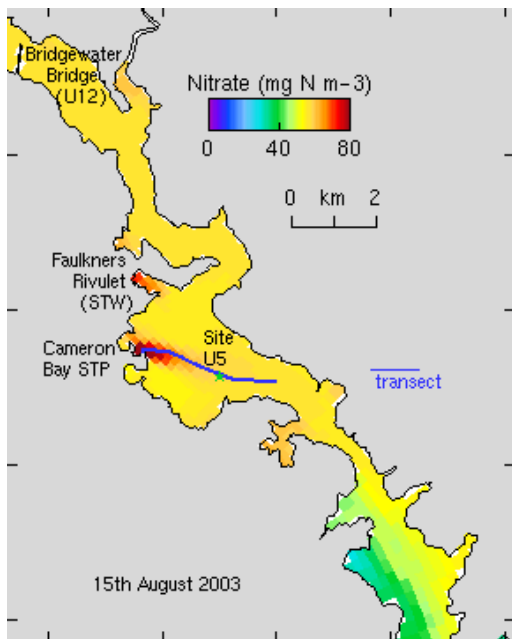 Bridgewater
Bridge
(U12)
Nitrate (mg N m-3)
0 40 80
0 km 2
Faulkners
Rivulet
(STW)
Site
U5
Cameron
Bay STP
transect
15th August 2003